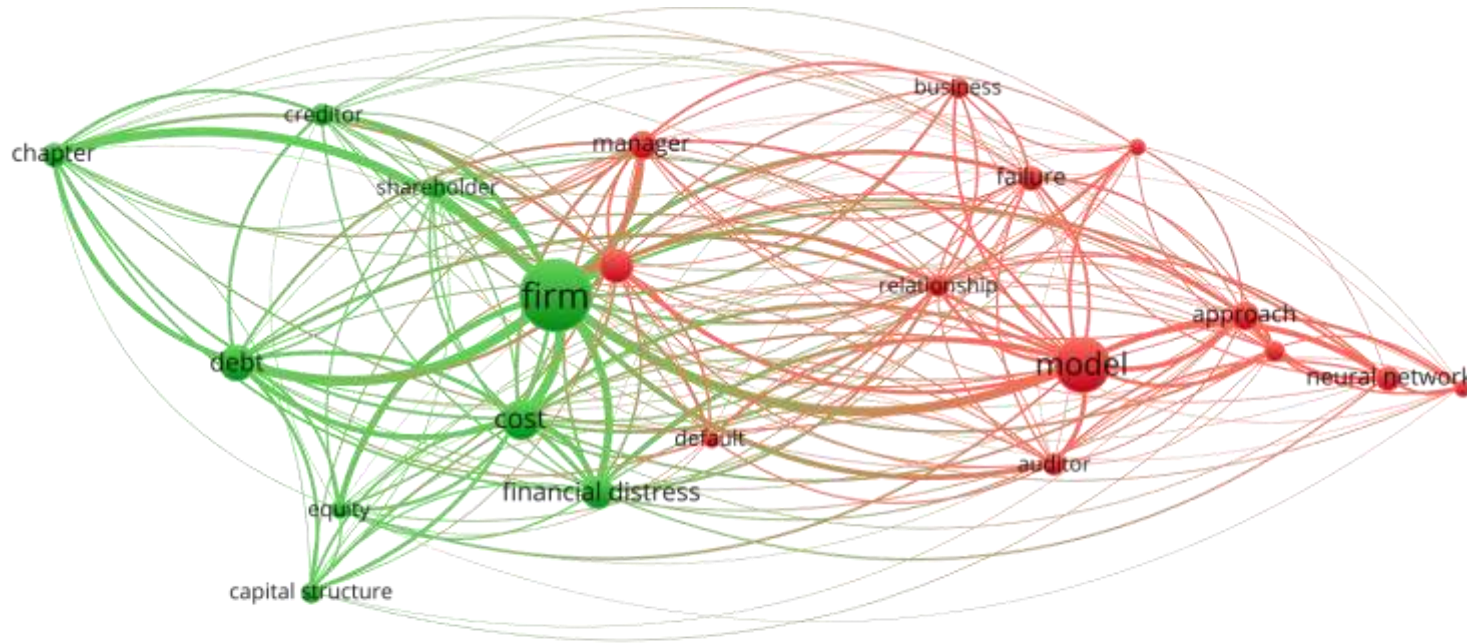 business
creditor
manager
chapter
failure
shareholder
relationship
firm
approach
debt
model
neural network
cost
default
auditor
financial distress
equity
capital structure